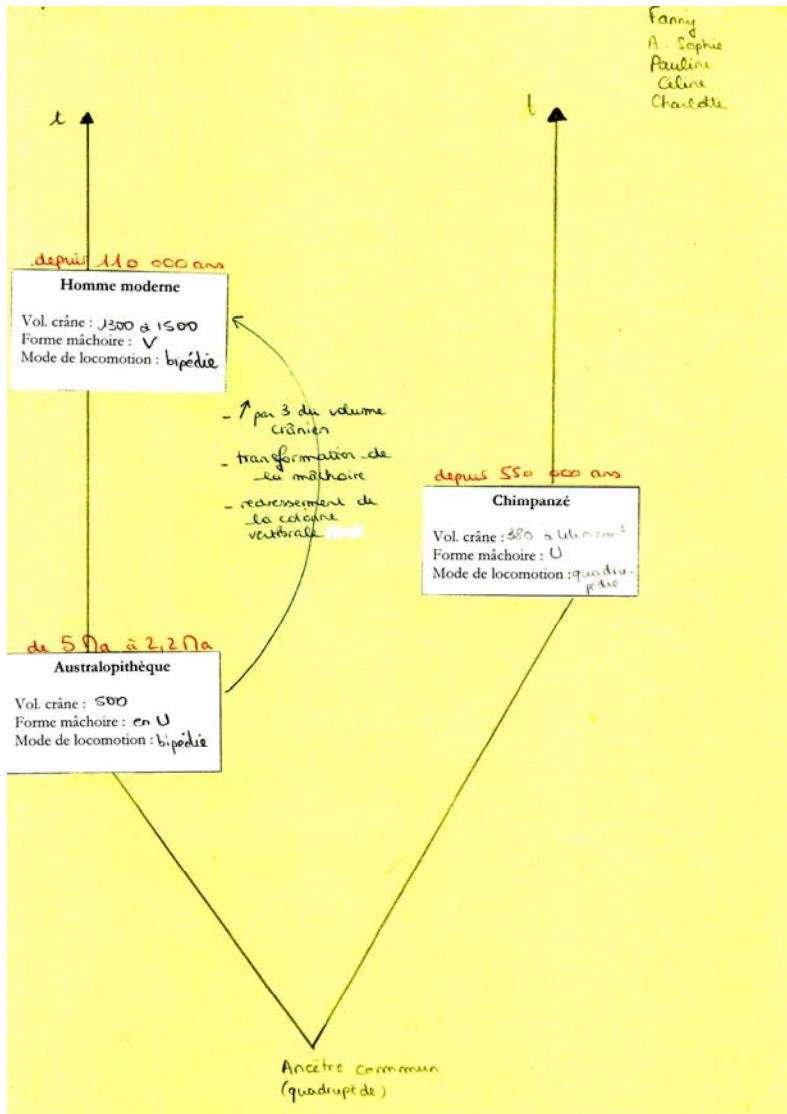 Fanny
A. Sophie
Pauline
Céline
Charlotte
t
t
depuis 110 000 ans
Homme moderne
Vol. crâne : 1300 à 1500
Forme mâchoire : V
Mode de locomotion : bipédie
- ↑ par 3 du volume
crânien
- transformation de
la mâchoire
- redressement de
la colonne
vertébrale
depuis 550 000 ans
Chimpanzé
Vol. crâne : 380 à cm³
Forme mâchoire : U
Mode de locomotion : quadru-
pédie
de 5 Ma à 2,2 Ma
Australopithèque
Vol. crâne : 500
Forme mâchoire : en U
Mode de locomotion : bipédie
Ancêtre commun
(quadrupède)